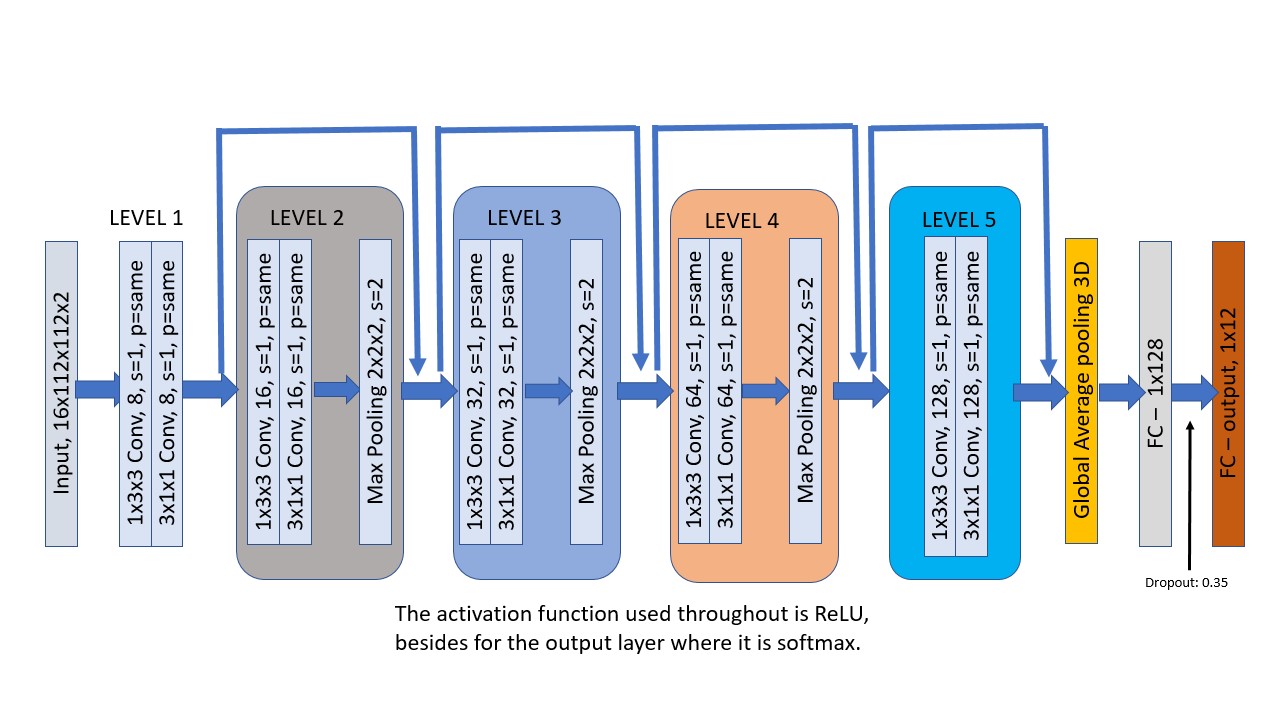 LEVEL 1
LEVEL 2
LEVEL 3
LEVEL 4
LEVEL 5
Input, 16x112x112x2
1x3x3 Conv, 8, s=1, p=same
3x1x1 Conv, 8, s=1, p=same
1x3x3 Conv, 16, s=1, p=same
3x1x1 Conv, 16, s=1, p=same
Max Pooling 2x2x2, s=2
1x3x3 Conv, 32, s=1, p=same
3x1x1 Conv, 32, s=1, p=same
Max Pooling 2x2x2, s=2
1x3x3 Conv, 64, s=1, p=same
3x1x1 Conv, 64, s=1, p=same
Max Pooling 2x2x2, s=2
1x3x3 Conv, 128, s=1, p=same
3x1x1 Conv, 128, s=1, p=same
Global Average pooling 3D
FC – 1x128
FC – output, 1x12
Dropout: 0.35
The activation function used throughout is ReLU,
besides for the output layer where it is softmax.